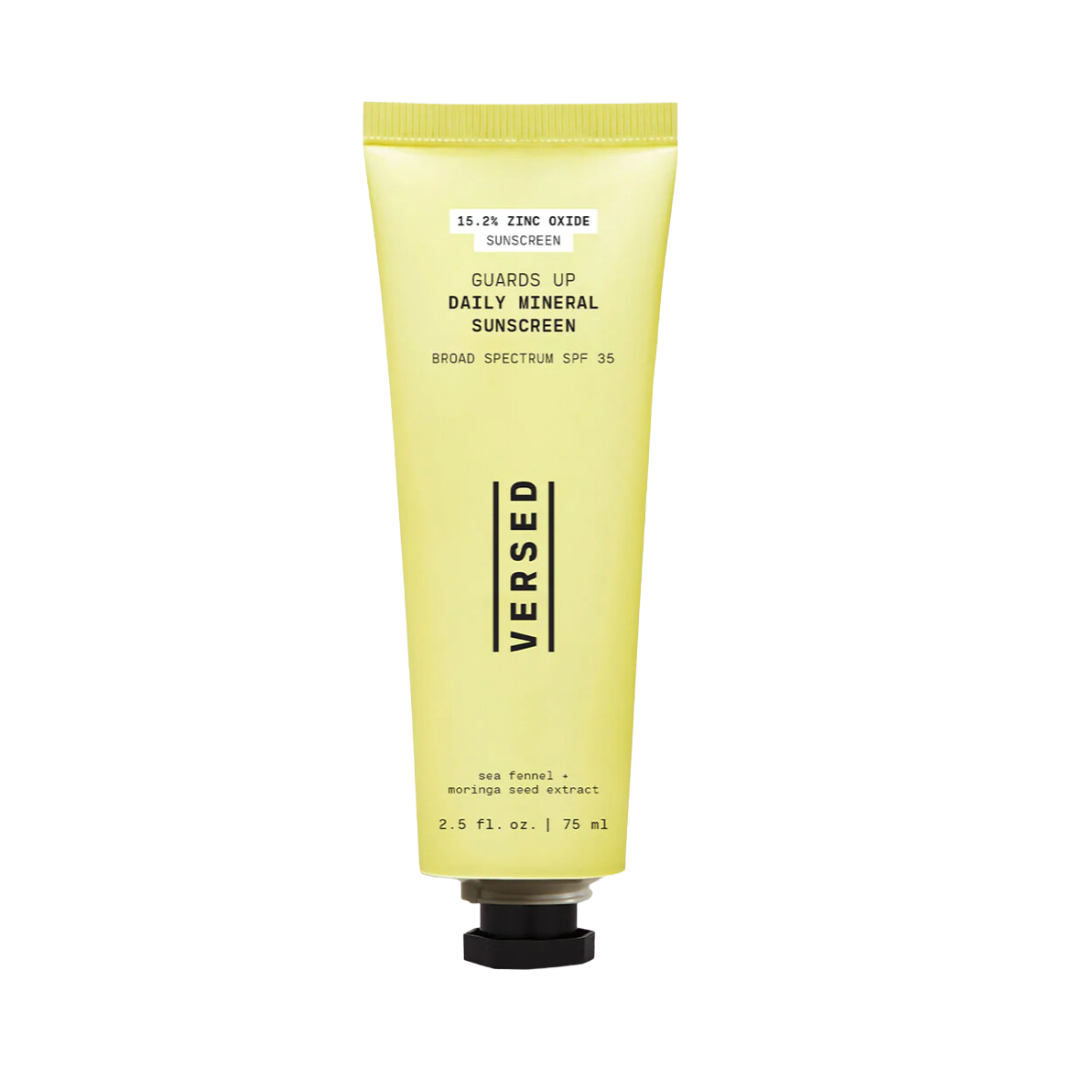 15.2% ZINC OXIDE
SUNSCREEN
GUARDS UP
DAILY MINERAL
SUNSCREEN
BROAD SPECTRUM SPF 35
VERSED
sea fennel +
moringa seed extract
2.5 fl. oz. | 75 ml